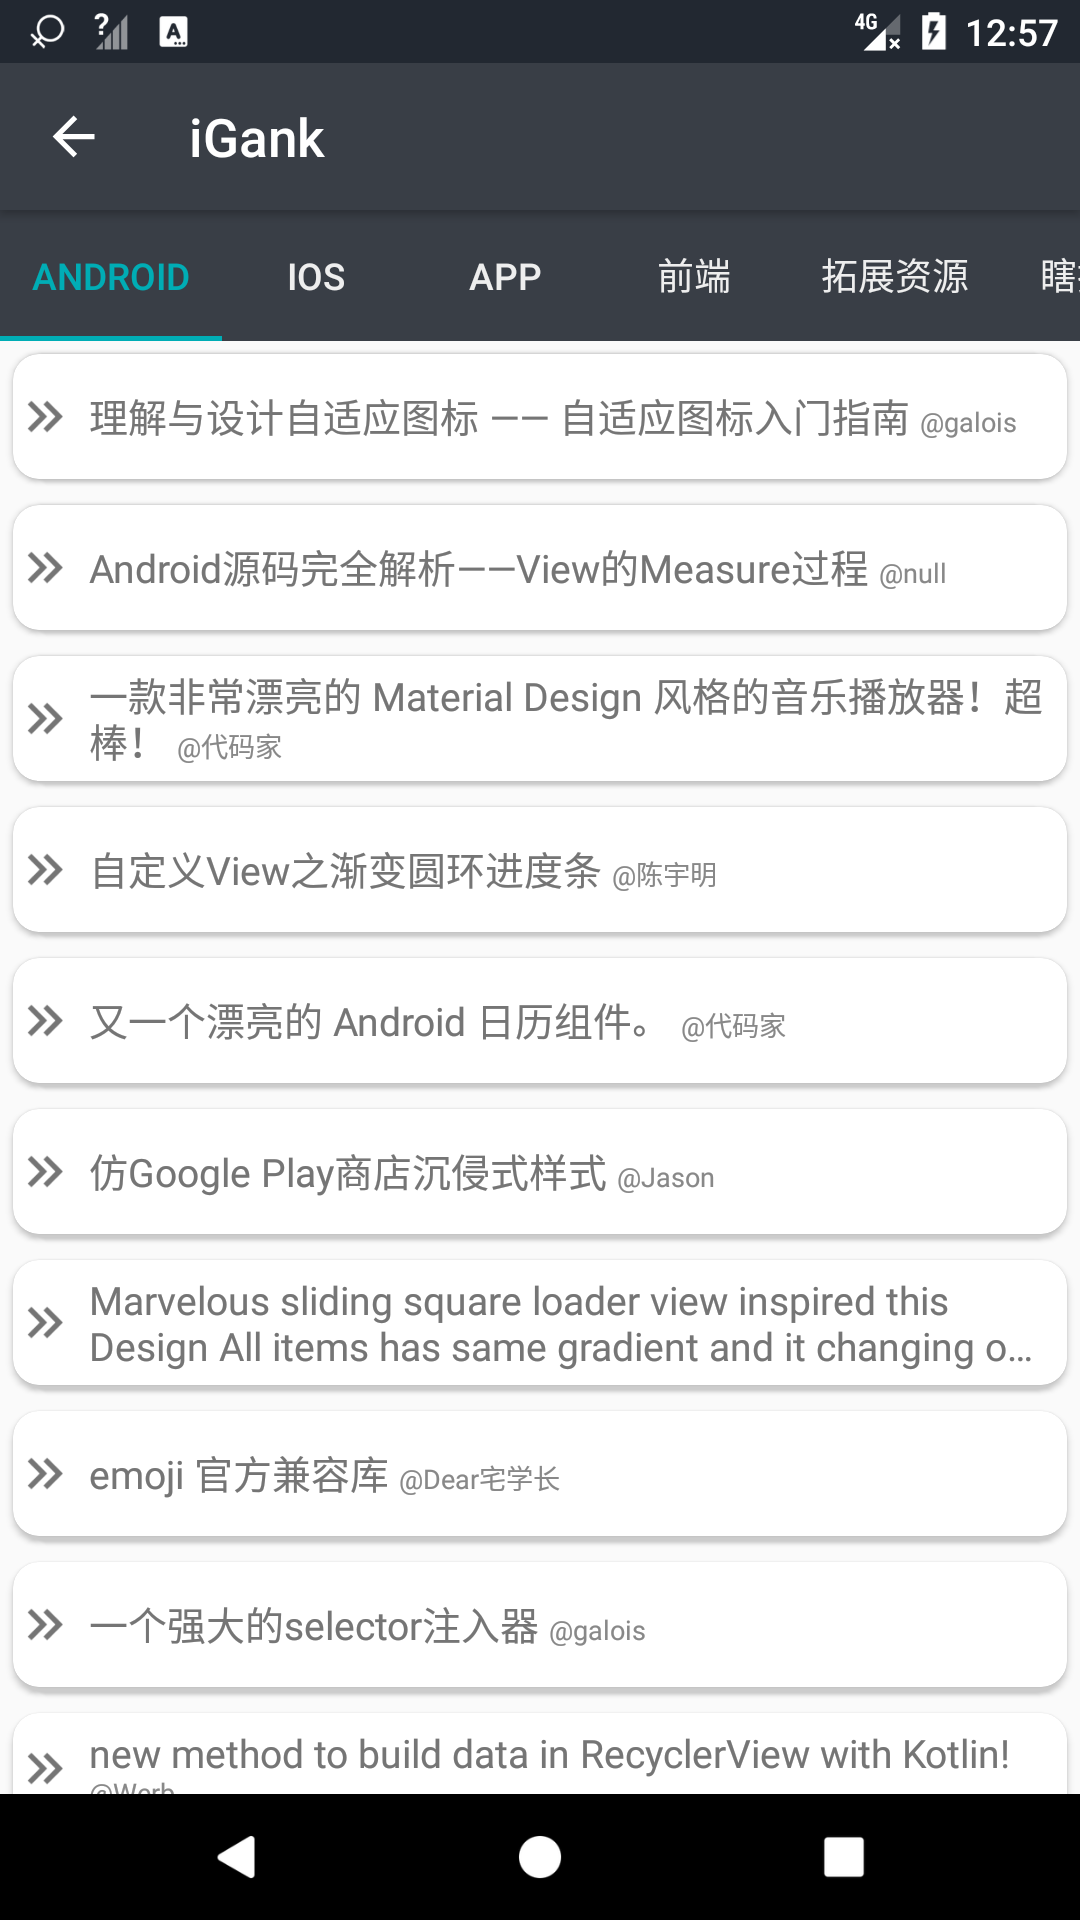 4G 12:57
iGank
ANDROID IOS APP 前端 拓展资源 瞎
理解与设计自适应图标 —— 自适应图标入门指南 @galois
Android源码完全解析——View的Measure过程 @null
一款非常漂亮的 Material Design 风格的音乐播放器！超
棒！ @代码家
自定义View之渐变圆环进度条 @陈宇明
又一个漂亮的 Android 日历组件。 @代码家
仿Google Play商店沉侵式样式 @Jason
Marvelous sliding square loader view inspired this
Design All items has same gradient and it changing o...
emoji 官方兼容库 @Dear宅学长
一个强大的selector注入器 @galois
new method to build data in RecyclerView with Kotlin!
@Werb